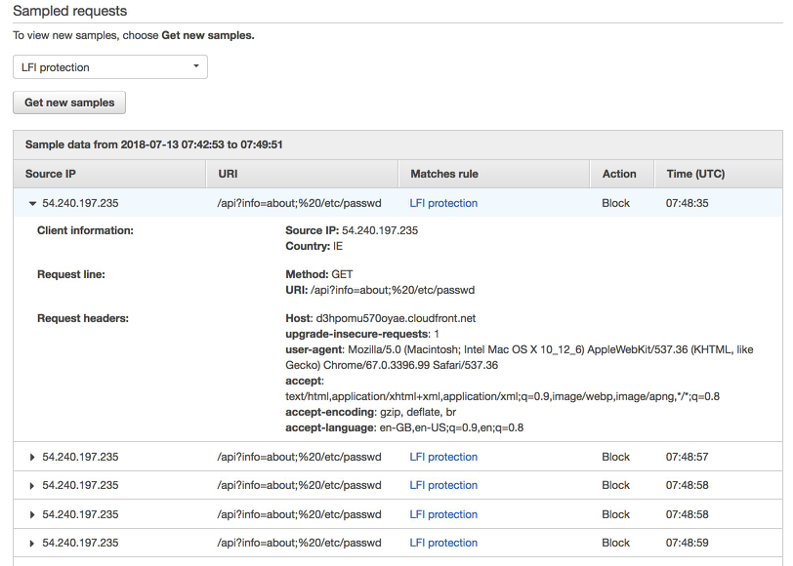 Sampled requests
To view new samples, choose Get new samples.
LFI protection
Get new samples
Sample data from 2018-07-13 07:42:53 to 07:49:51
Source IP URI Matches rule Action Time (UTC)
54.240.197.235 /api?info=about;%20/etc/passwd LFI protection Block 07:48:35
Client information: Source IP: 54.240.197.235
Country: IE
Request line: Method: GET
URI: /api?info=about;%20/etc/passwd
Request headers: Host: d3hpomu570oyae.cloudfront.net
upgrade-insecure-requests: 1
user-agent: Mozilla/5.0 (Macintosh; Intel Mac OS X 10_12_6) AppleWebKit/537.36 (KHTML, like
Gecko) Chrome/67.0.3396.99 Safari/537.36
accept:
text/html,application/xhtml+xml,application/xml;q=0.9,image/webp,image/apng,*/*;q=0.8
accept-encoding: gzip, deflate, br
accept-language: en-GB,en-US;q=0.9,en;q=0.8
54.240.197.235 /api?info=about;%20/etc/passwd LFI protection Block 07:48:57
54.240.197.235 /api?info=about;%20/etc/passwd LFI protection Block 07:48:58
54.240.197.235 /api?info=about;%20/etc/passwd LFI protection Block 07:48:58
54.240.197.235 /api?info=about;%20/etc/passwd LFI protection Block 07:48:59